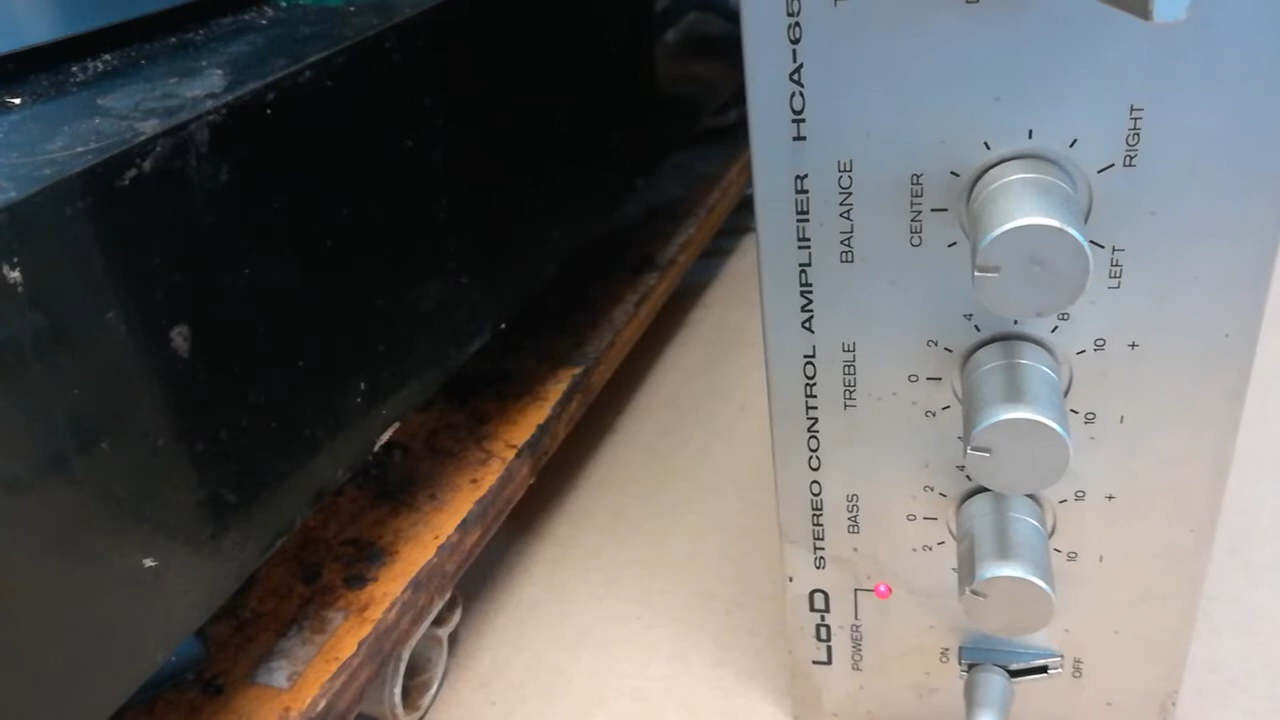 Lo-D STEREO CONTROL AMPLIFIER HCA-65
POWER
BASS
TREBLE
BALANCE
ON
OFF
2 0 2 4
10 10
- +
2 0 2 4 8
10 10
- +
CENTER
LEFT
RIGHT